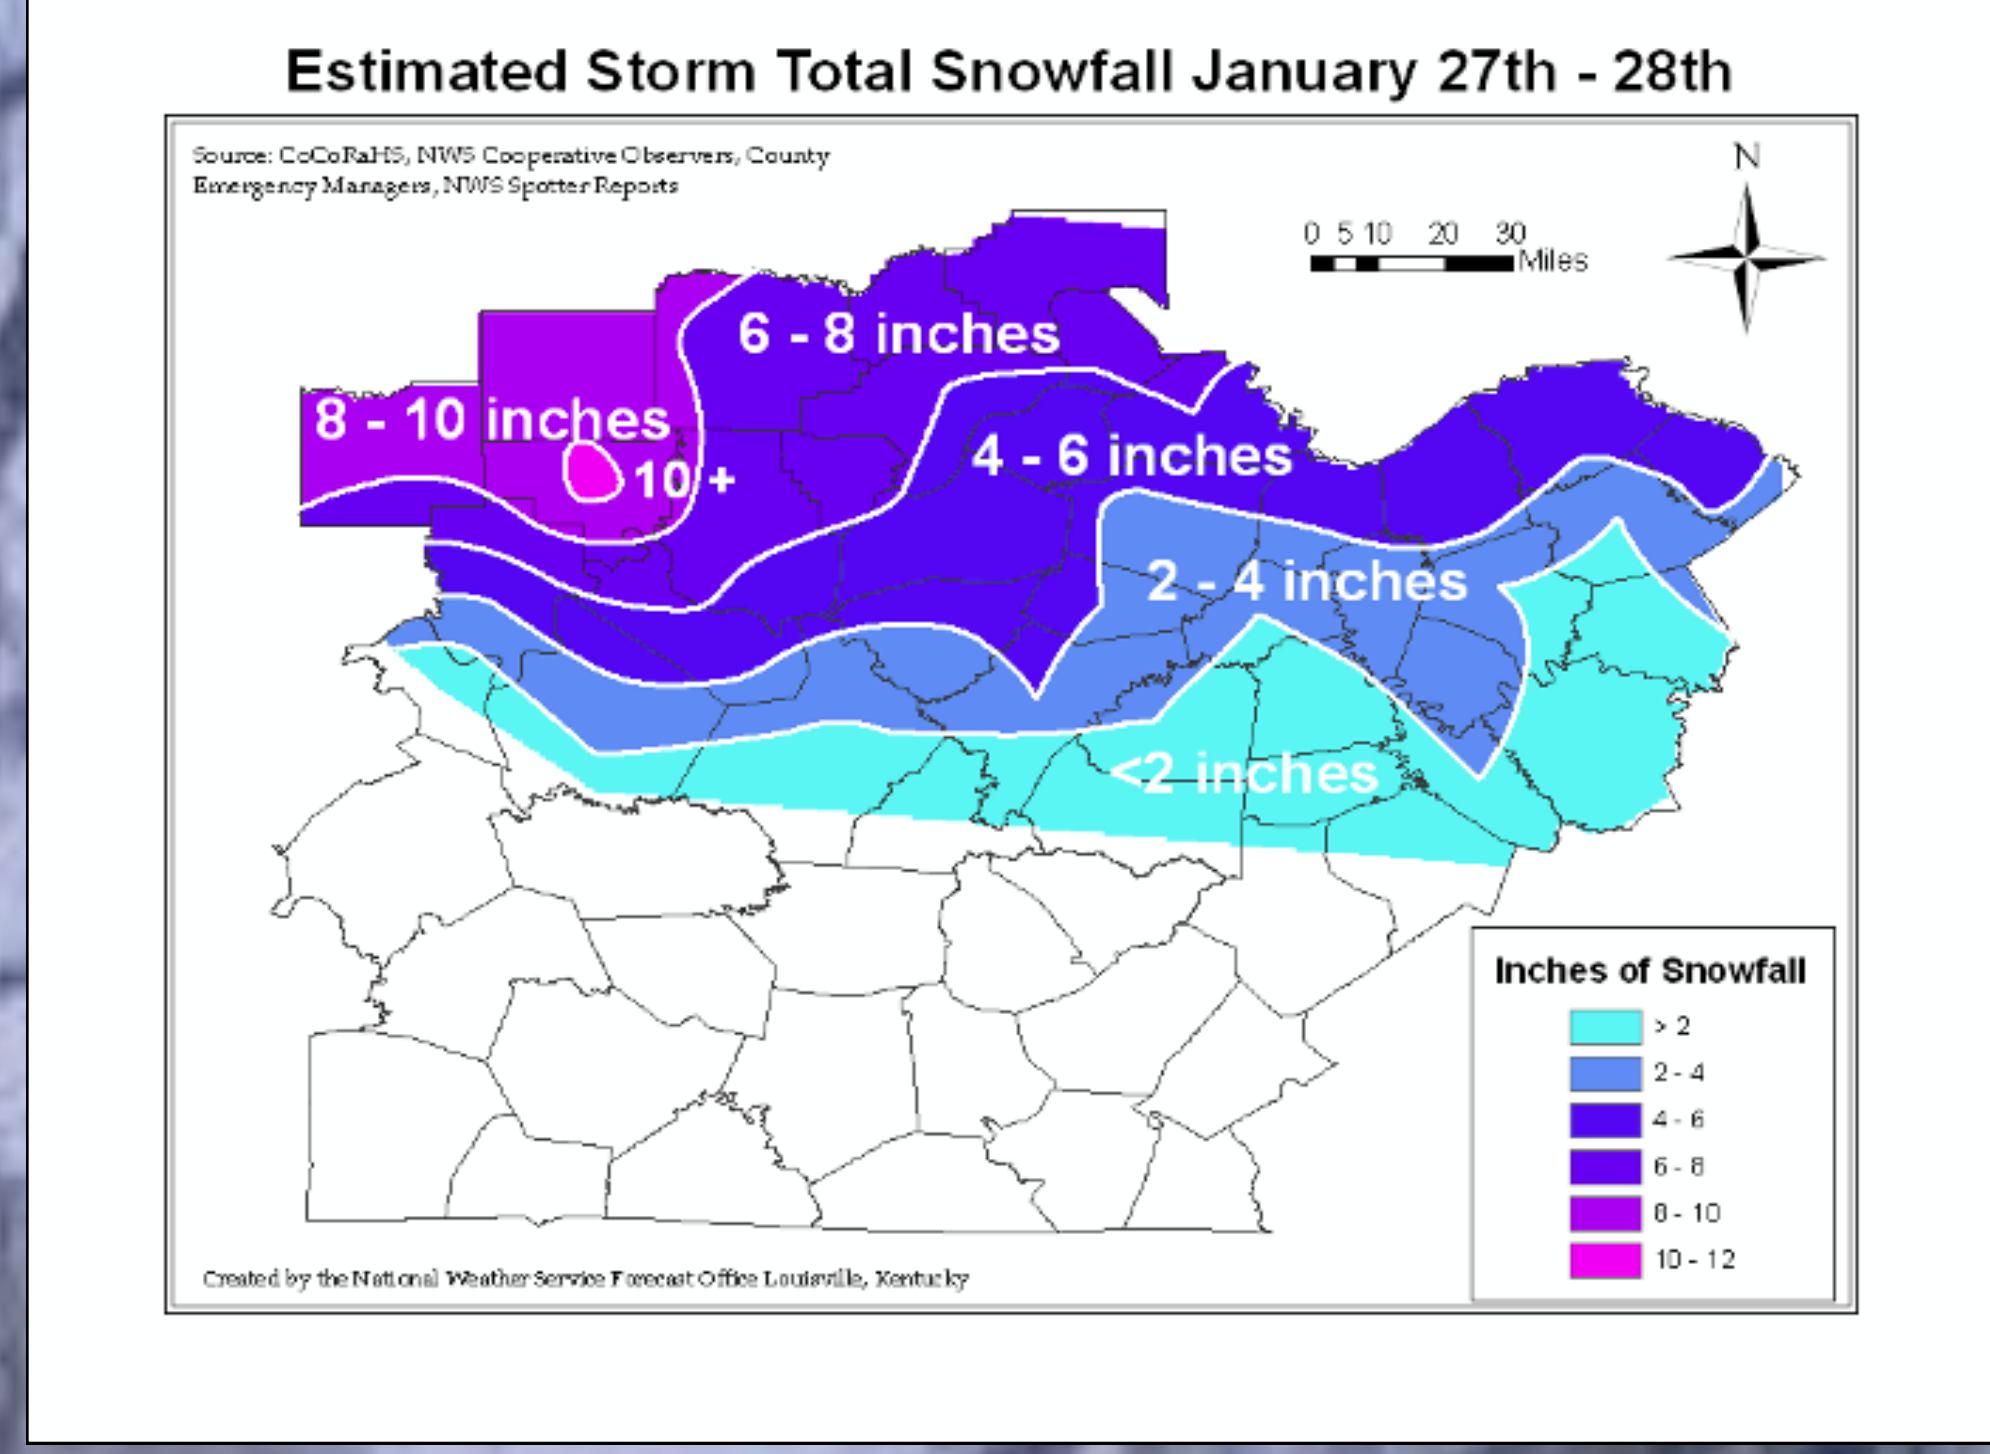 Estimated Storm Total Snowfall January 27th - 28th
Source: CoCoRaHS, NWS Cooperative Observers, County
Emergency Managers, NWS Spotter Reports
N
0 5 10 20 30
Miles
6 - 8 inches
8 - 10 inches
4 - 6 inches
10 +
2 - 4 inches
<2 inches
Inches of Snowfall
> 2
2 - 4
4 - 6
6 - 8
8 - 10
10 - 12
Created by the National Weather Service Forecast Office Louisville, Kentucky